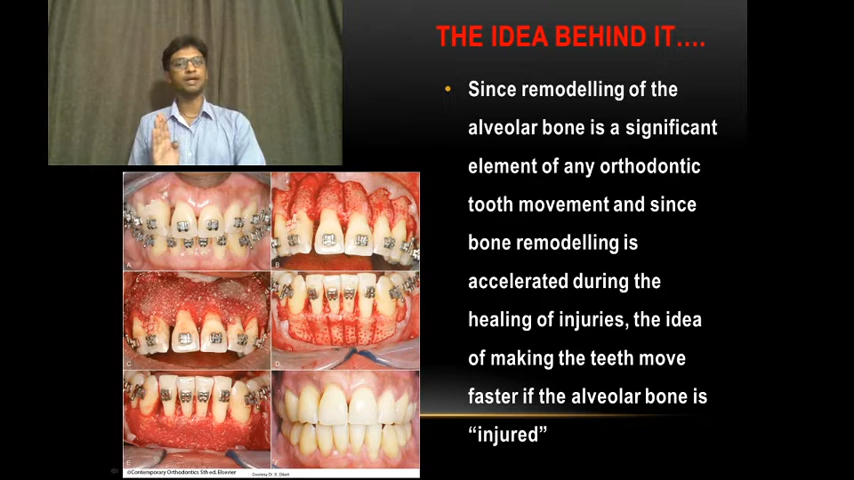 THE IDEA BEHIND IT....
• Since remodelling of the
alveolar bone is a significant
element of any orthodontic
tooth movement and since
bone remodelling is
accelerated during the
healing of injuries, the idea
of making the teeth move
faster if the alveolar bone is
“injured”
A
B
C
D
E
©Contemporary Orthodontics 5th ed. Elsevier
Courtesy Dr.